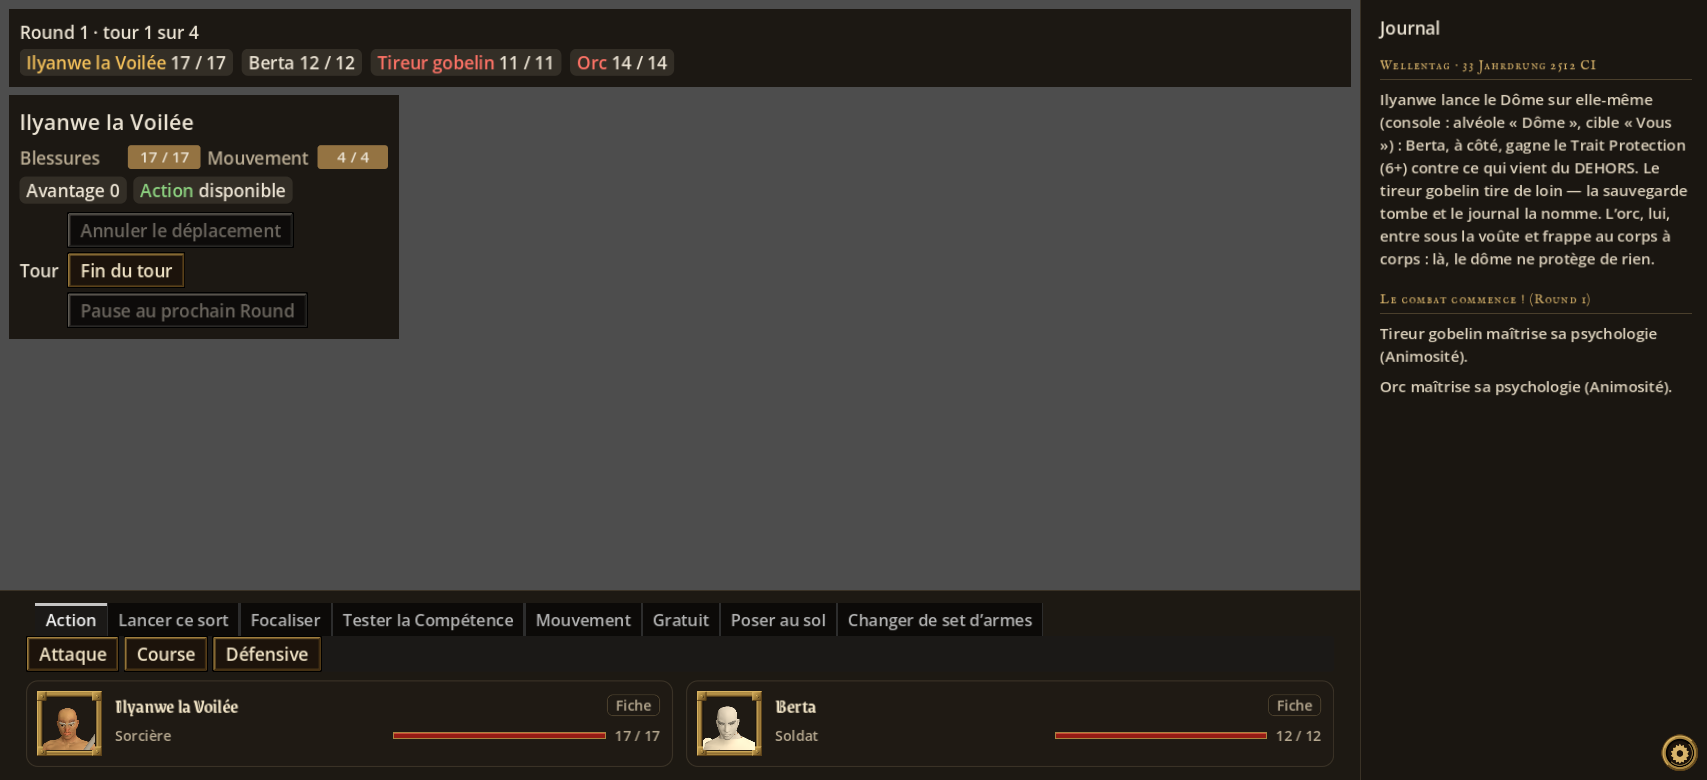 Round 1 · tour 1 sur 4
Ilyanwe la Voilée 17 / 17 Berta 12 / 12 Tireur gobelin 11 / 11 Orc 14 / 14
Ilyanwe la Voilée
Blessures 17 / 17 Mouvement 4 / 4
Avantage 0 Action disponible
Annuler le déplacement
Tour Fin du tour
Pause au prochain Round
Action Lancer ce sort Focaliser Tester la Compétence Mouvement Gratuit Poser au sol Changer de set d’armes
Attaque Course Défensive
Ilyanwe la Voilée Fiche
Sorcière 17 / 17
Berta Fiche
Soldat 12 / 12
Journal
Wellentag · 33 Jahrdrung 2512 CI
Ilyanwe lance le Dôme sur elle-même
(console : alvéole « Dôme », cible « Vous
») : Berta, à côté, gagne le Trait Protection
(6+) contre ce qui vient du DEHORS. Le
tireur gobelin tire de loin — la sauvegarde
tombe et le journal la nomme. L’orc, lui,
entre sous la voûte et frappe au corps à
corps : là, le dôme ne protège de rien.
Le combat commence ! (Round 1)
Tireur gobelin maîtrise sa psychologie
(Animosité).
Orc maîtrise sa psychologie (Animosité).